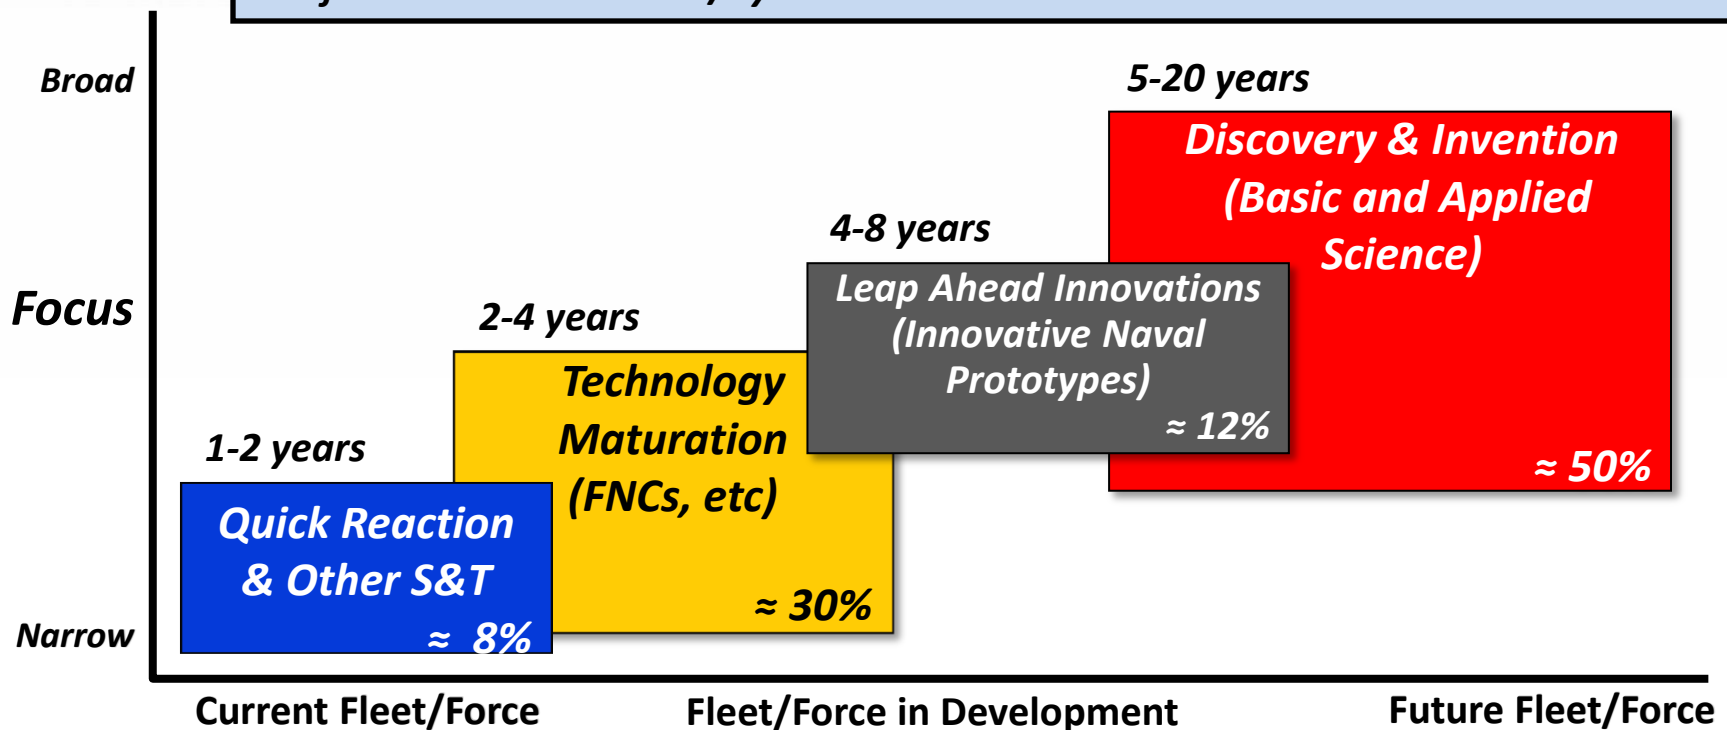 Broad
5-20 years
Discovery & Invention
(Basic and Applied
Science)
≈ 50%
4-8 years
Leap Ahead Innovations
(Innovative Naval
Prototypes)
≈ 12%
Focus
2-4 years
Technology
Maturation
(FNCs, etc)
≈ 30%
1-2 years
Quick Reaction
& Other S&T
≈ 8%
Narrow
Current Fleet/Force
Fleet/Force in Development
Future Fleet/Force